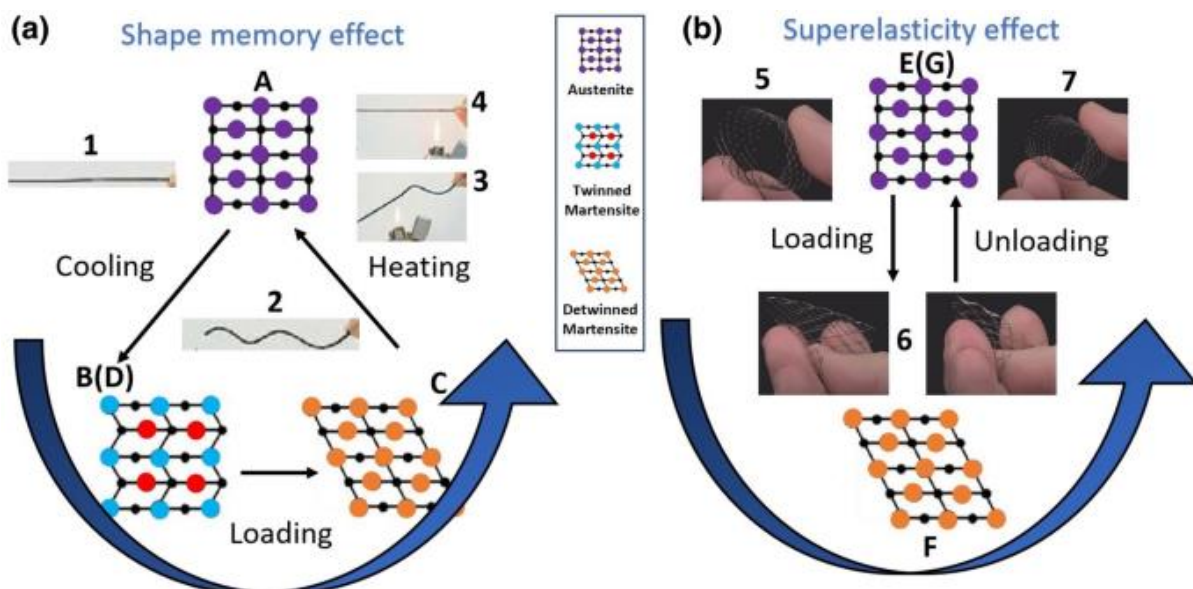 (a)
Shape memory effect
A
1
4
3
Cooling
Heating
2
B(D)
C
Loading
Austenite
Twinned
Martensite
Detwinned
Martensite
(b)
Superelasticity effect
E(G)
5
7
Loading
Unloading
6
F